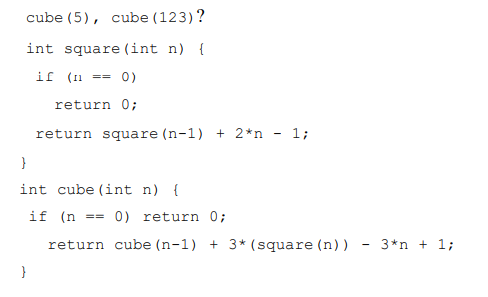 cube(5), cube(123)?
int square(int n) {
if (n == 0)
return 0;
return square(n-1) + 2*n - 1;
}
int cube(int n) {
if (n == 0) return 0;
return cube(n-1) + 3*(square(n)) - 3*n + 1;
}